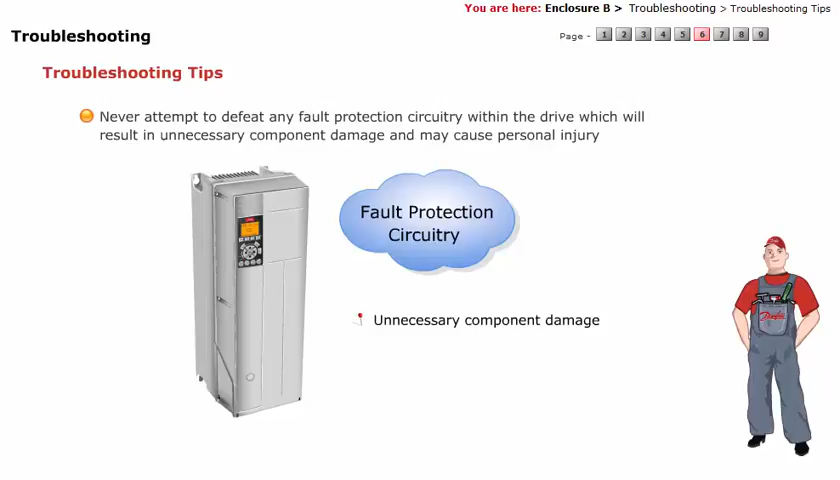 You are here: Enclosure B > Troubleshooting > Troubleshooting Tips
Troubleshooting
Page - 1 2 3 4 5 6 7 8 9
Troubleshooting Tips
Never attempt to defeat any fault protection circuitry within the drive which will
result in unnecessary component damage and may cause personal injury
Fault Protection
Circuitry
Unnecessary component damage
Danfoss